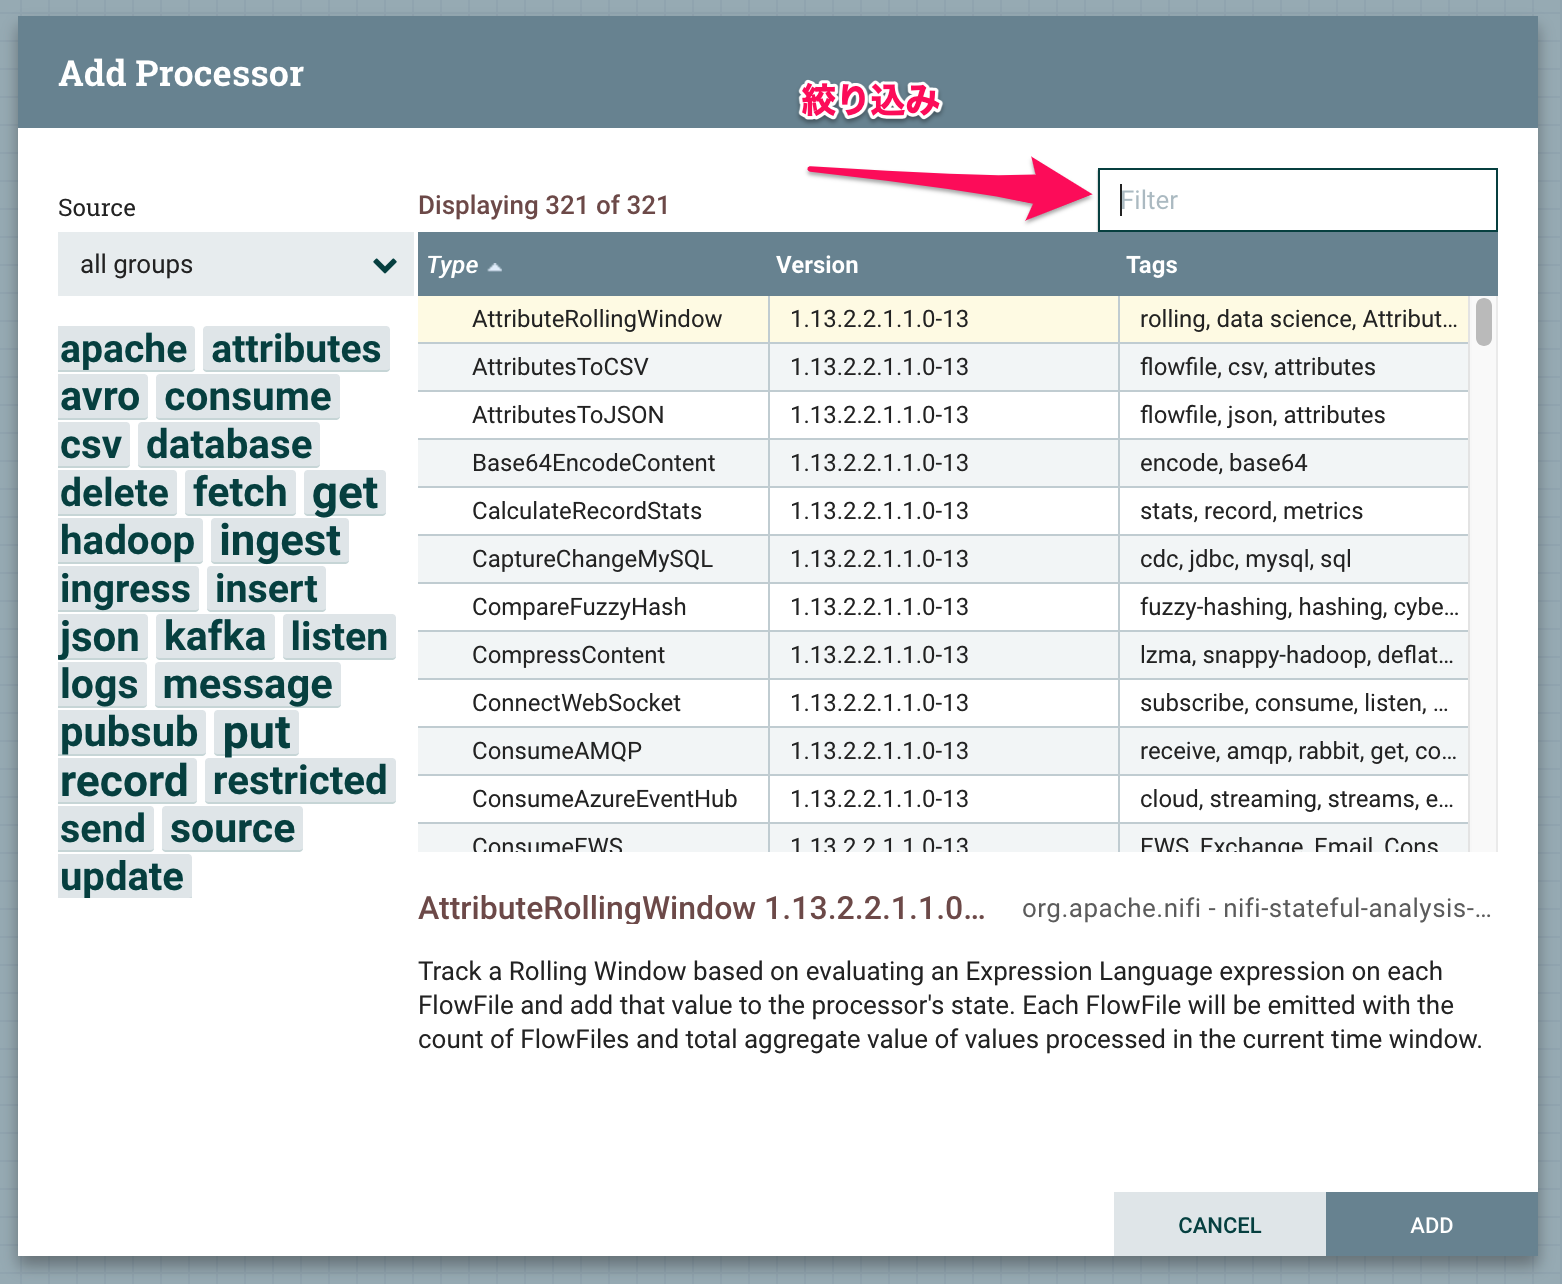 Add Processor
絞り込み
Source
Displaying 321 of 321
Filter
all groups
Type Version Tags
apache attributes
avro consume
csv database
delete fetch get
hadoop ingest
ingress insert
json kafka listen
logs message
pubsub put
record restricted
send source
update
AttributeRollingWindow 1.13.2.2.1.1.0-13 rolling, data science, Attribut...
AttributesToCSV 1.13.2.2.1.1.0-13 flowfile, csv, attributes
AttributesToJSON 1.13.2.2.1.1.0-13 flowfile, json, attributes
Base64EncodeContent 1.13.2.2.1.1.0-13 encode, base64
CalculateRecordStats 1.13.2.2.1.1.0-13 stats, record, metrics
CaptureChangeMySQL 1.13.2.2.1.1.0-13 cdc, jdbc, mysql, sql
CompareFuzzyHash 1.13.2.2.1.1.0-13 fuzzy-hashing, hashing, cybe...
CompressContent 1.13.2.2.1.1.0-13 lzma, snappy-hadoop, deflat...
ConnectWebSocket 1.13.2.2.1.1.0-13 subscribe, consume, listen, ...
ConsumeAMQP 1.13.2.2.1.1.0-13 receive, amqp, rabbit, get, co...
ConsumeAzureEventHub 1.13.2.2.1.1.0-13 cloud, streaming, streams, e...
ConsumeEWS 1.13.2.2.1.1.0-13 EWS, Exchange, Email, Cons...
AttributeRollingWindow 1.13.2.2.1.1.0... org.apache.nifi - nifi-stateful-analysis-...
Track a Rolling Window based on evaluating an Expression Language expression on each
FlowFile and add that value to the processor's state. Each FlowFile will be emitted with the
count of FlowFiles and total aggregate value of values processed in the current time window.
CANCEL ADD